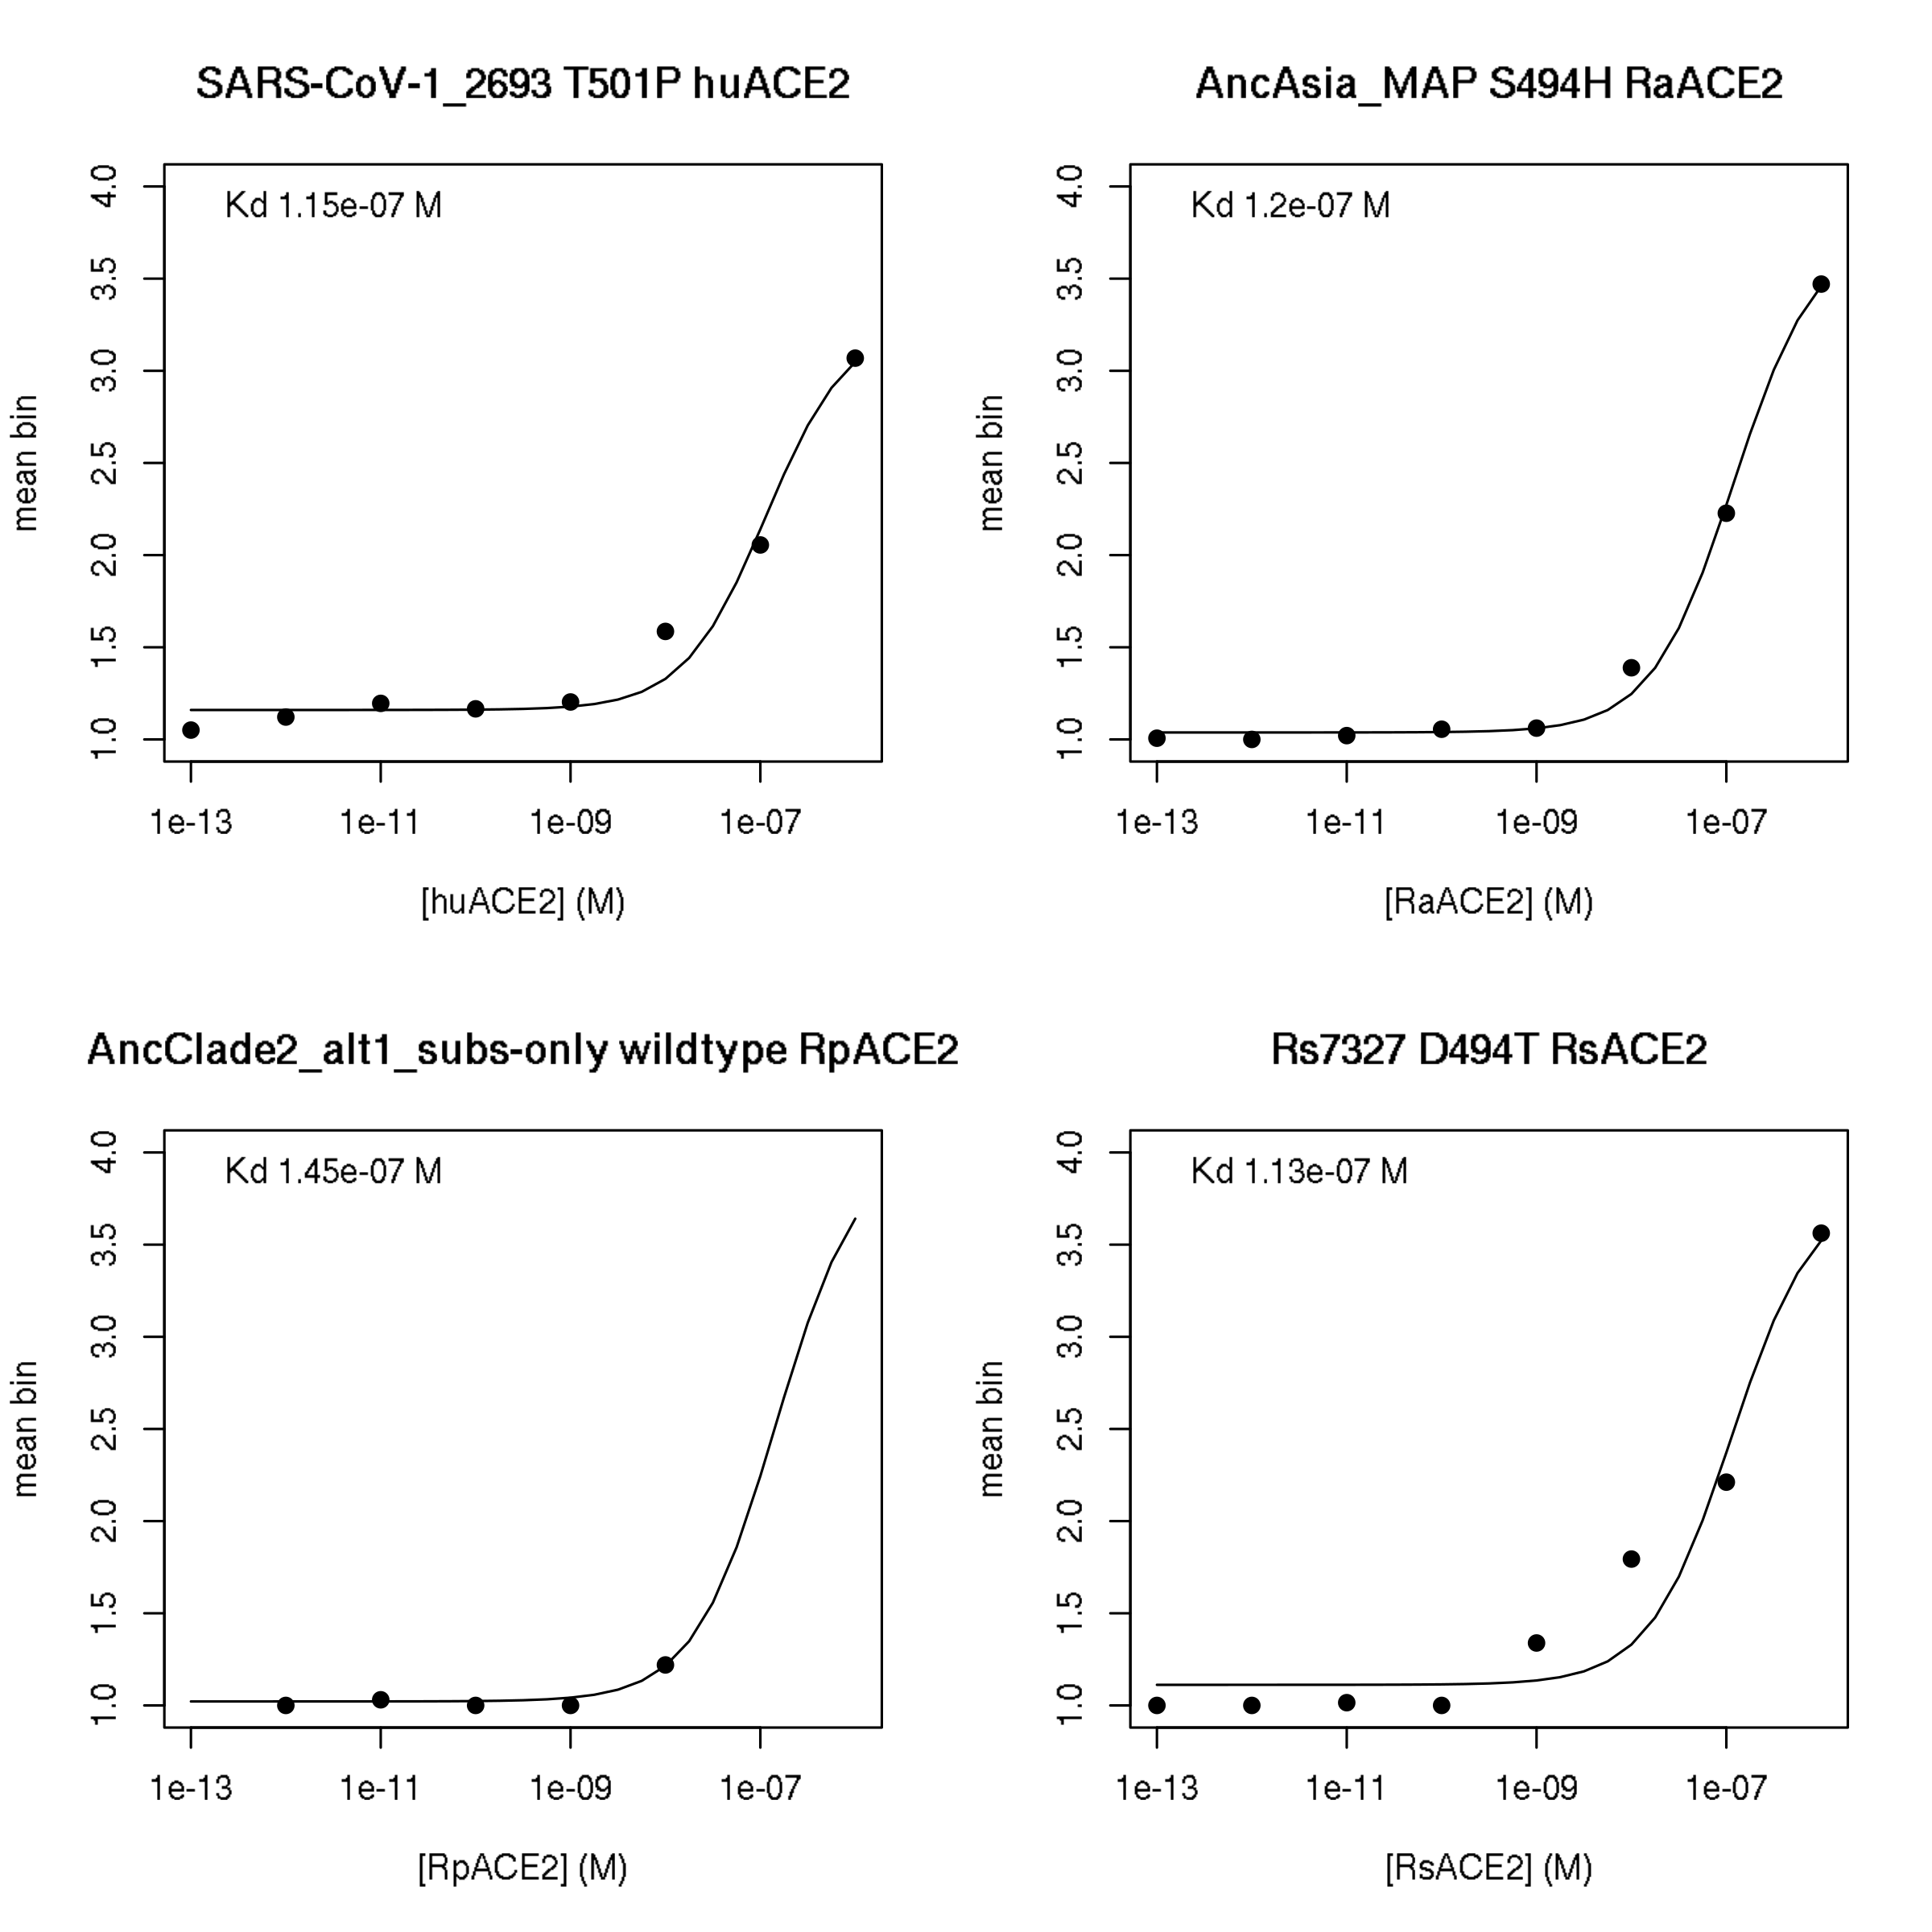 SARS-CoV-1_2693 T501P huACE2
Kd 1.15e-07 M
mean bin
4.0
3.5
3.0
2.5
2.0
1.5
1.0
1e-13 1e-11 1e-09 1e-07
[huACE2] (M)
AncAsia_MAP S494H RaACE2
Kd 1.2e-07 M
mean bin
4.0
3.5
3.0
2.5
2.0
1.5
1.0
1e-13 1e-11 1e-09 1e-07
[RaACE2] (M)
AncClade2_alt1_subs-only wildtype RpACE2
Kd 1.45e-07 M
mean bin
4.0
3.5
3.0
2.5
2.0
1.5
1.0
1e-13 1e-11 1e-09 1e-07
[RpACE2] (M)
Rs7327 D494T RsACE2
Kd 1.13e-07 M
mean bin
4.0
3.5
3.0
2.5
2.0
1.5
1.0
1e-13 1e-11 1e-09 1e-07
[RsACE2] (M)